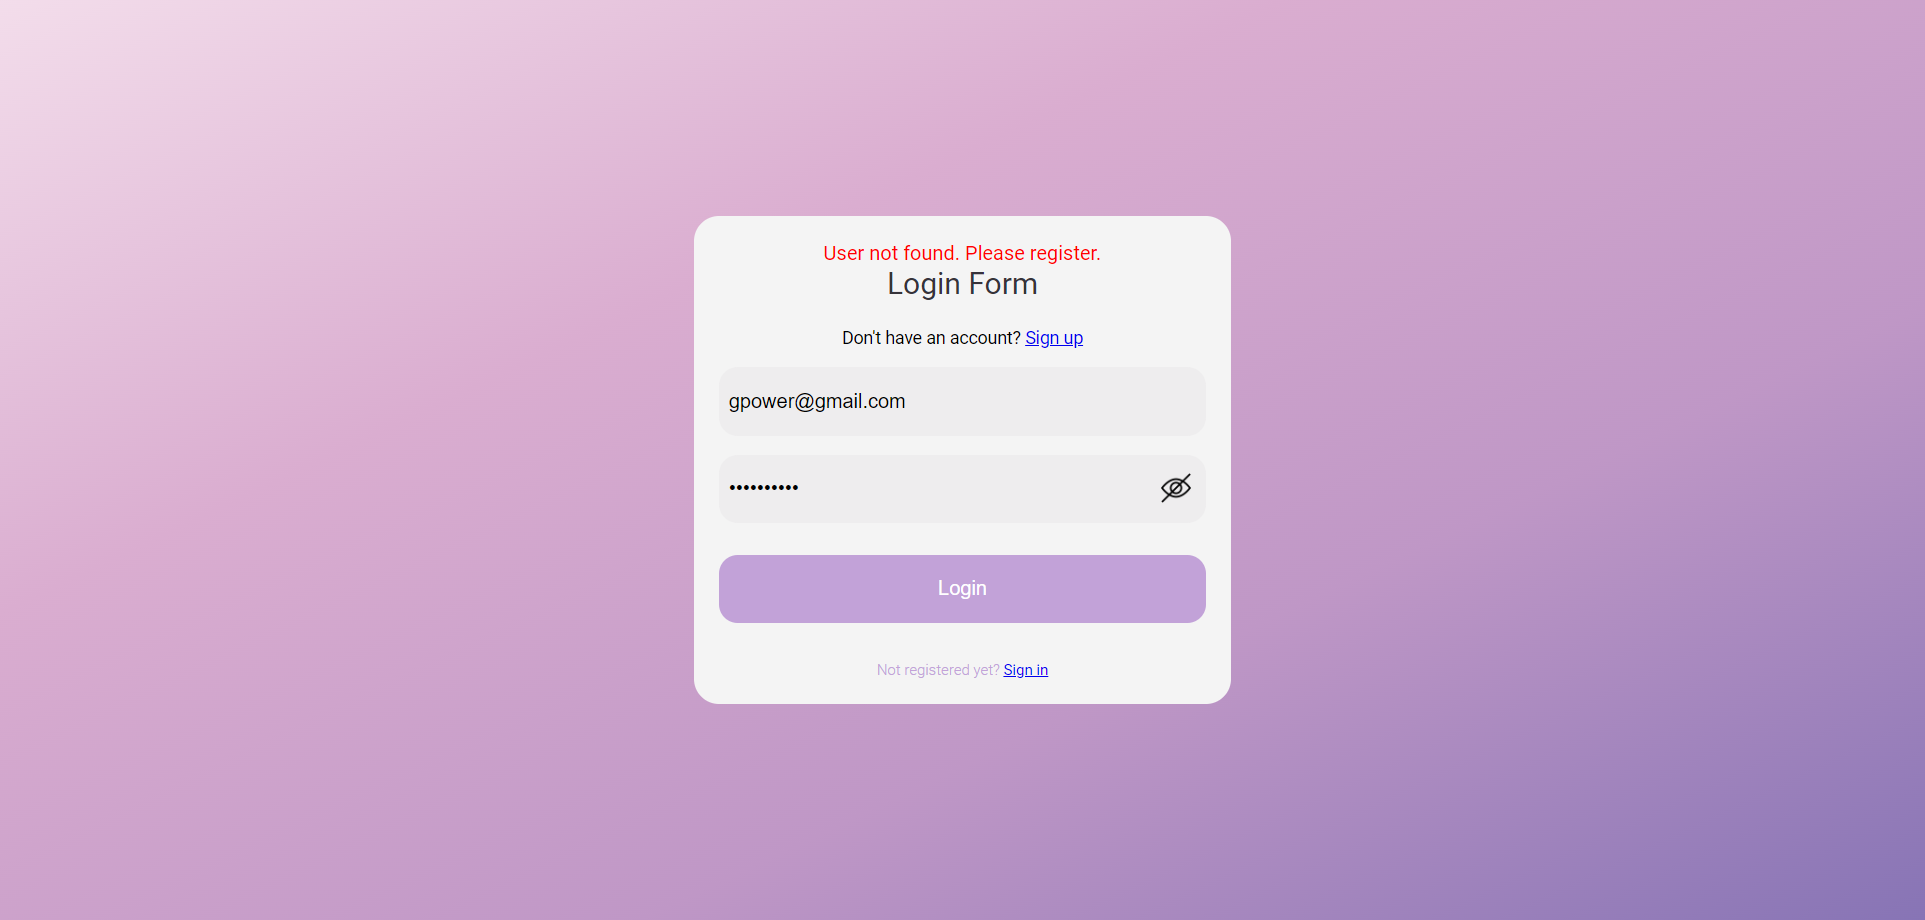 User not found. Please register.
Login Form
Don't have an account? Sign up
gpower@gmail.com
••••••••••
Login
Not registered yet? Sign in